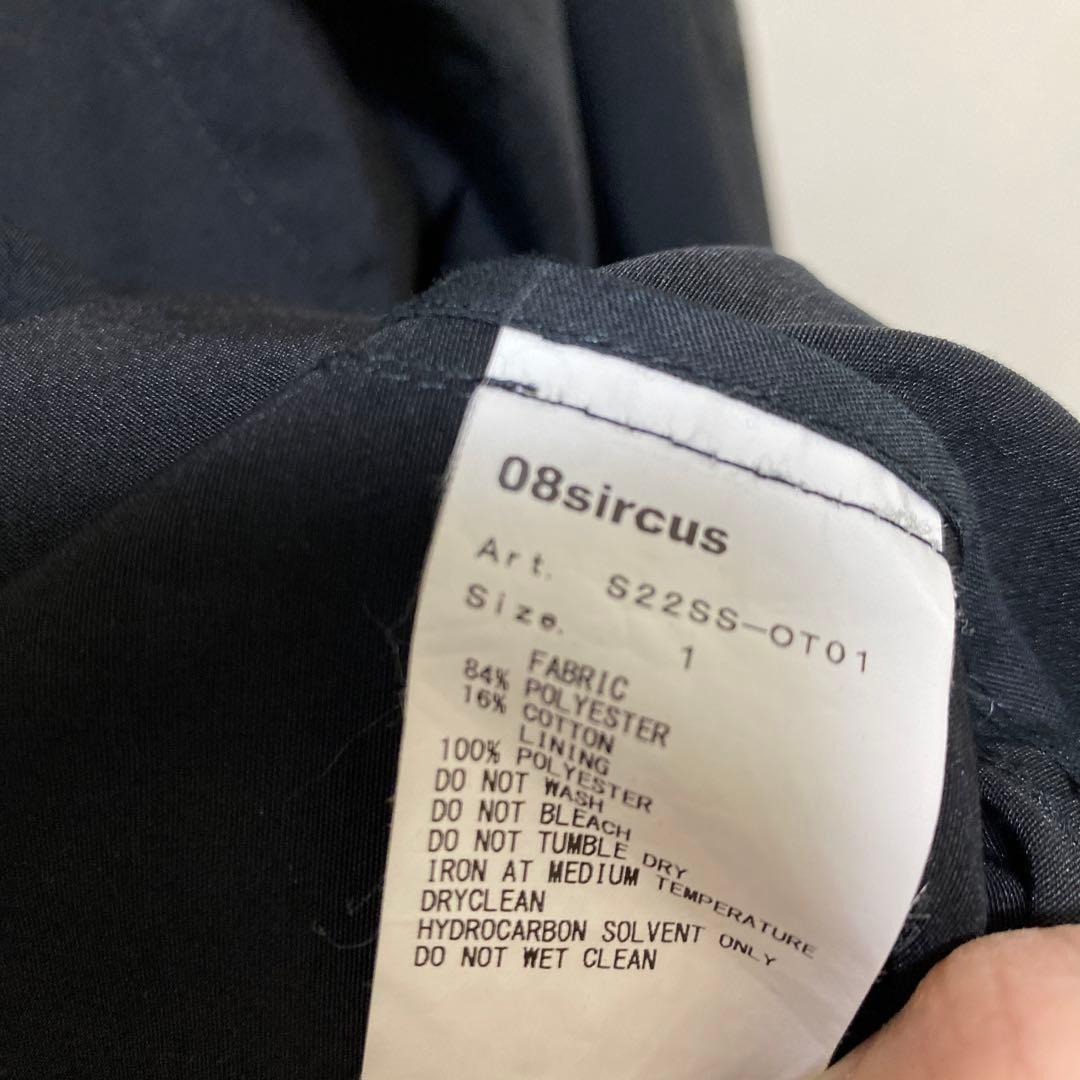 08sircus
Art. S22SS-OT01
Size. 1
FABRIC
84% POLYESTER
16% COTTON
LINING
100% POLYESTER
DO NOT WASH
DO NOT BLEACH
DO NOT TUMBLE DRY
IRON AT MEDIUM TEMPERATURE
DRYCLEAN
HYDROCARBON SOLVENT ONLY
DO NOT WET CLEAN